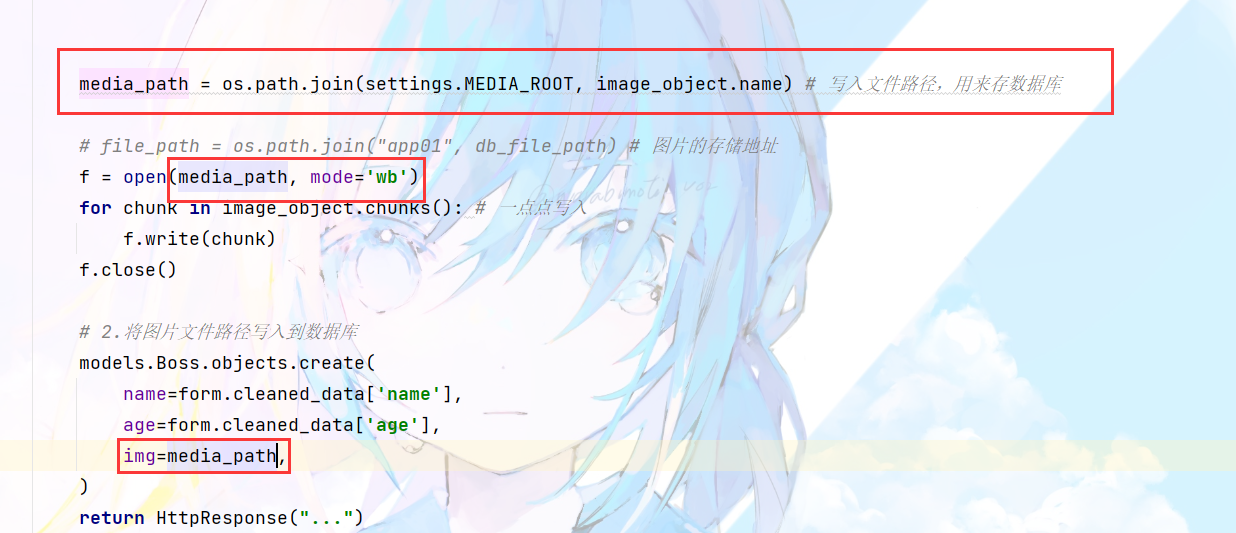 media_path = os.path.join(settings.MEDIA_ROOT, image_object.name) # 写入文件路径，用来存数据库
# file_path = os.path.join("app01", db_file_path) # 图片的存储地址
f = open(media_path, mode='wb')
for chunk in image_object.chunks(): # 一点点写入
f.write(chunk)
f.close()
# 2.将图片文件路径写入到数据库
models.Boss.objects.create(
name=form.cleaned_data['name'],
age=form.cleaned_data['age'],
img=media_path,
)
return HttpResponse("...")